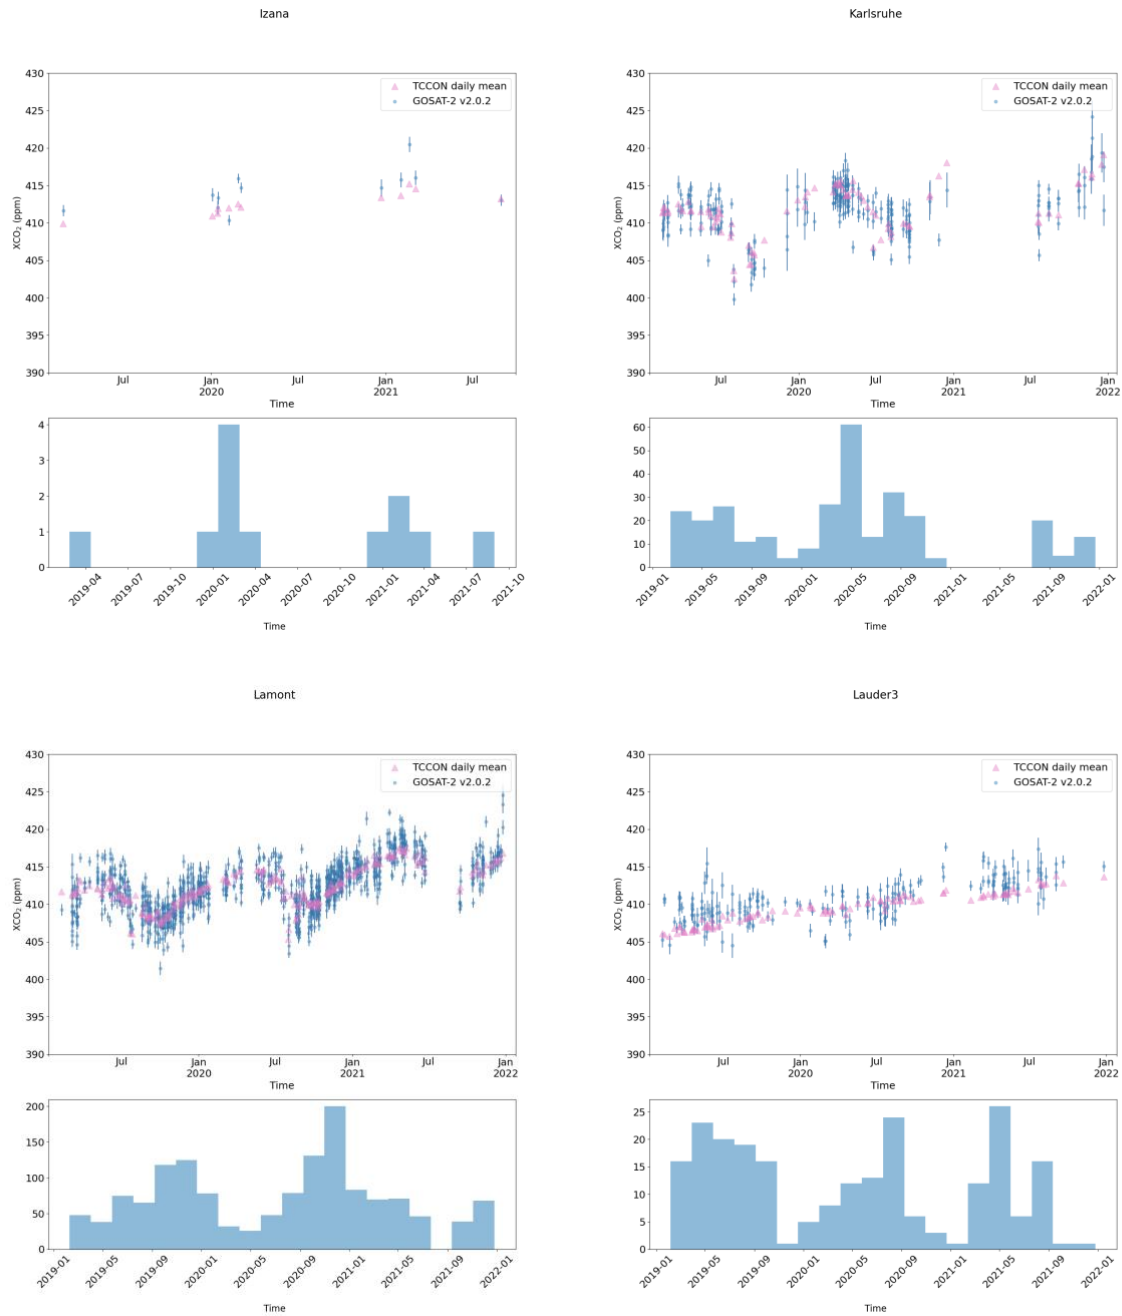 Izana
430
425
420
415
410
405
400
395
390
XCO₂ (ppm)
TCCON daily mean
GOSAT-2 v2.0.2
Jul
Jan
2020
Jul
Jan
2021
Jul
Time
4
3
2
1
0
2019-04
2019-07
2019-10
2020-01
2020-04
2020-07
2020-10
2021-01
2021-04
2021-07
2021-10
Time
Karlsruhe
430
425
420
415
410
405
400
395
390
XCO₂ (ppm)
TCCON daily mean
GOSAT-2 v2.0.2
Jul
Jan
2020
Jul
Jan
2021
Jul
Jan
2022
Time
60
50
40
30
20
10
0
2019-01
2019-05
2019-09
2020-01
2020-05
2020-09
2021-01
2021-05
2021-09
2022-01
Time
Lamont
430
425
420
415
410
405
400
395
390
XCO₂ (ppm)
TCCON daily mean
GOSAT-2 v2.0.2
Jul
Jan
2020
Jul
Jan
2021
Jul
Jan
2022
Time
200
150
100
50
0
2019-01
2019-05
2019-09
2020-01
2020-05
2020-09
2021-01
2021-05
2021-09
2022-01
Time
Lauder3
430
425
420
415
410
405
400
395
390
XCO₂ (ppm)
TCCON daily mean
GOSAT-2 v2.0.2
Jul
Jan
2020
Jul
Jan
2021
Jul
Jan
2022
Time
25
20
15
10
5
0
2019-01
2019-05
2019-09
2020-01
2020-05
2020-09
2021-01
2021-05
2021-09
2022-01
Time